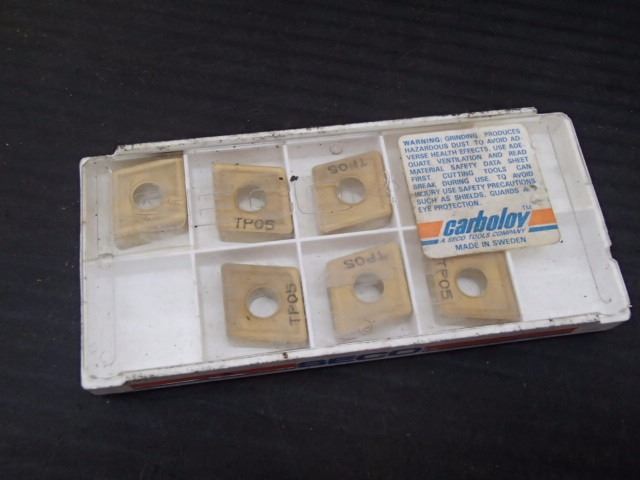 WARNING: GRINDING PRODUCES
HAZARDOUS DUST. TO AVOID AD-
VERSE HEALTH EFFECTS, USE ADE
QUATE VENTILATION AND READ
MATERIAL SAFETY DATA SHEET
FIRST. CUTTING TOOLS CAN
BREAK DURING USE. TO AVOID
INJURY USE SAFETY PRECAUTIONS
SUCH AS SHIELDS, GUARDS &
EYE PROTECTION.
carboloy™
A SECO TOOLS COMPANY
MADE IN SWEDEN
TP05
TP05
TP05
TP05
TP05
SECO